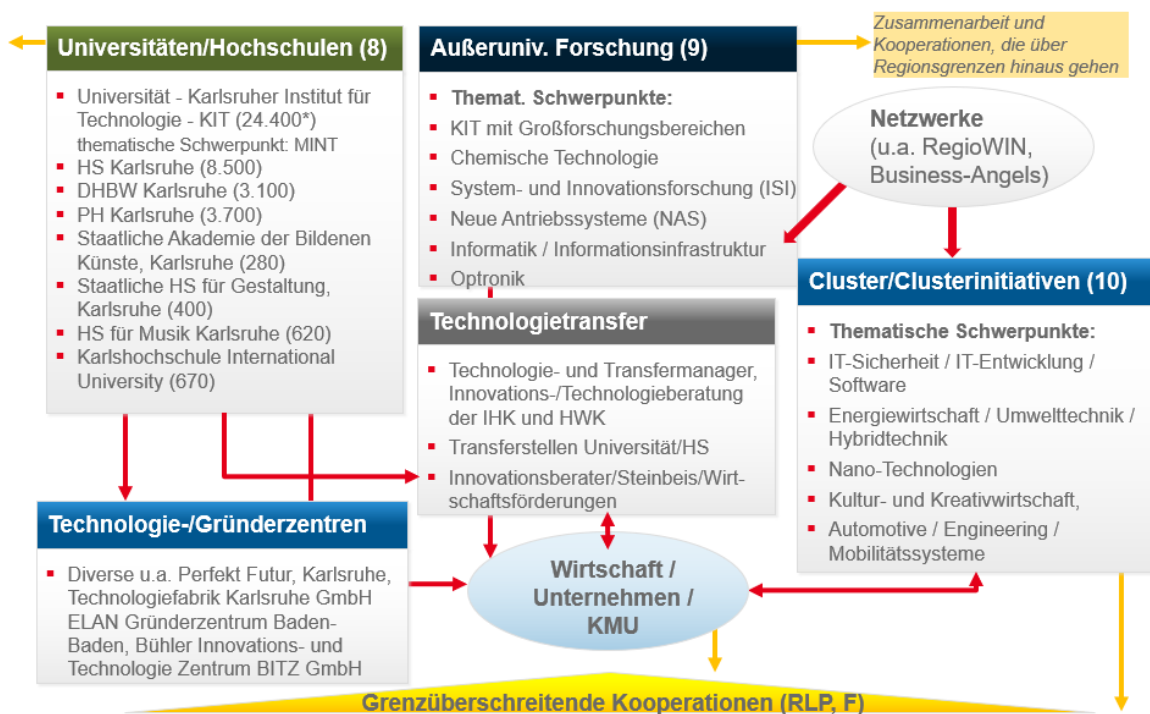 Universitäten/Hochschulen (8)
Universität - Karlsruher Institut für
Technologie - KIT (24.400*)
thematische Schwerpunkt: MINT
HS Karlsruhe (8.500)
DHBW Karlsruhe (3.100)
PH Karlsruhe (3.700)
Staatliche Akademie der Bildenen
Künste, Karlsruhe (280)
Staatliche HS für Gestaltung,
Karlsruhe (400)
HS für Musik Karlsruhe (620)
Karlshochschule International
University (670)
Außeruniv. Forschung (9)
Themat. Schwerpunkte:
KIT mit Großforschungsbereichen
Chemische Technologie
System- und Innovationsforschung (ISI)
Neue Antriebssysteme (NAS)
Informatik / Informationsinfrastruktur
Optronik
Zusammenarbeit und
Kooperationen, die über
Regionsgrenzen hinaus gehen
Netzwerke
(u.a. RegioWIN,
Business-Angels)
Technologietransfer
Technologie- und Transfermanager,
Innovations-/Technologieberatung
der IHK und HWK
Transferstellen Universität/HS
Innovationsberater/Steinbeis/Wirt-
schaftsförderungen
Cluster/Clusterinitiativen (10)
Thematische Schwerpunkte:
IT-Sicherheit / IT-Entwicklung /
Software
Energiewirtschaft / Umwelttechnik /
Hybridtechnik
Nano-Technologien
Kultur- und Kreativwirtschaft,
Automotive / Engineering /
Mobilitätssysteme
Technologie-/Gründerzentren
Diverse u.a. Perfekt Futur, Karlsruhe,
Technologiefabrik Karlsruhe GmbH
ELAN Gründerzentrum Baden-
Baden, Bühler Innovations- und
Technologie Zentrum BITZ GmbH
Wirtschaft /
Unternehmen /
KMU
Grenzüberschreitende Kooperationen (RLP, F)